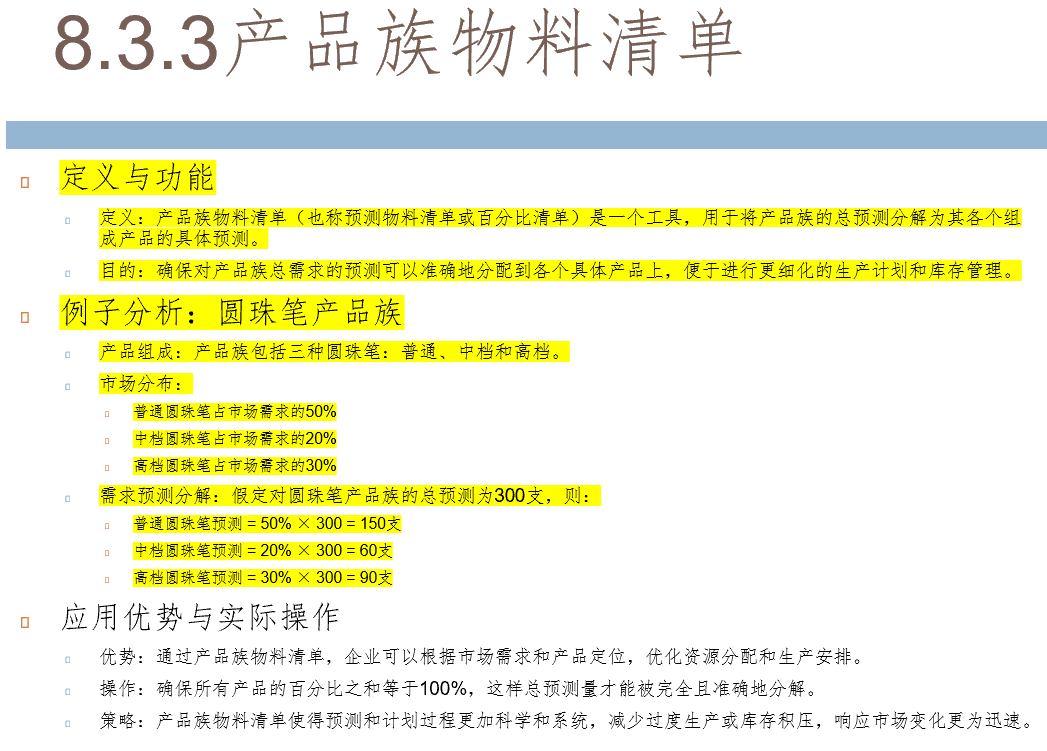 8.3.3产品族物料清单
定义与功能
定义：产品族物料清单（也称预测物料清单或百分比清单）是一个工具，用于将产品族的总预测分解为其各个组
成产品的具体预测。
目的：确保对产品族总需求的预测可以准确地分配到各个具体产品上，便于进行更细化的生产计划和库存管理。
例子分析：圆珠笔产品族
产品组成：产品族包括三种圆珠笔：普通、中档和高档。
市场分布：
普通圆珠笔占市场需求的50%
中档圆珠笔占市场需求的20%
高档圆珠笔占市场需求的30%
需求预测分解：假定对圆珠笔产品族的总预测为300支，则：
普通圆珠笔预测 = 50% × 300 = 150支
中档圆珠笔预测 = 20% × 300 = 60支
高档圆珠笔预测 = 30% × 300 = 90支
应用优势与实际操作
优势：通过产品族物料清单，企业可以根据市场需求和产品定位，优化资源分配和生产安排。
操作：确保所有产品的百分比之和等于100%，这样总预测量才能被完全且准确地分解。
策略：产品族物料清单使得预测和计划过程更加科学和系统，减少过度生产或库存积压，响应市场变化更为迅速。